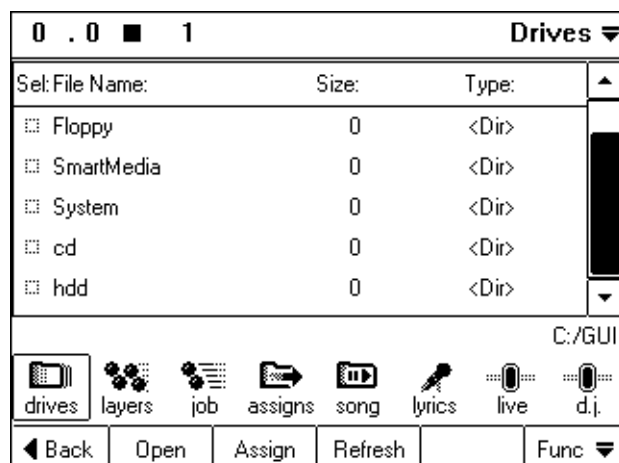 0 .0 ■ 1 Drives
Sel: File Name: Size: Type:
Floppy 0 <Dir>
SmartMedia 0 <Dir>
System 0 <Dir>
cd 0 <Dir>
hdd 0 <Dir>
C:/GUI
drives layers job assigns song lyrics live d.j.
Back Open Assign Refresh Func